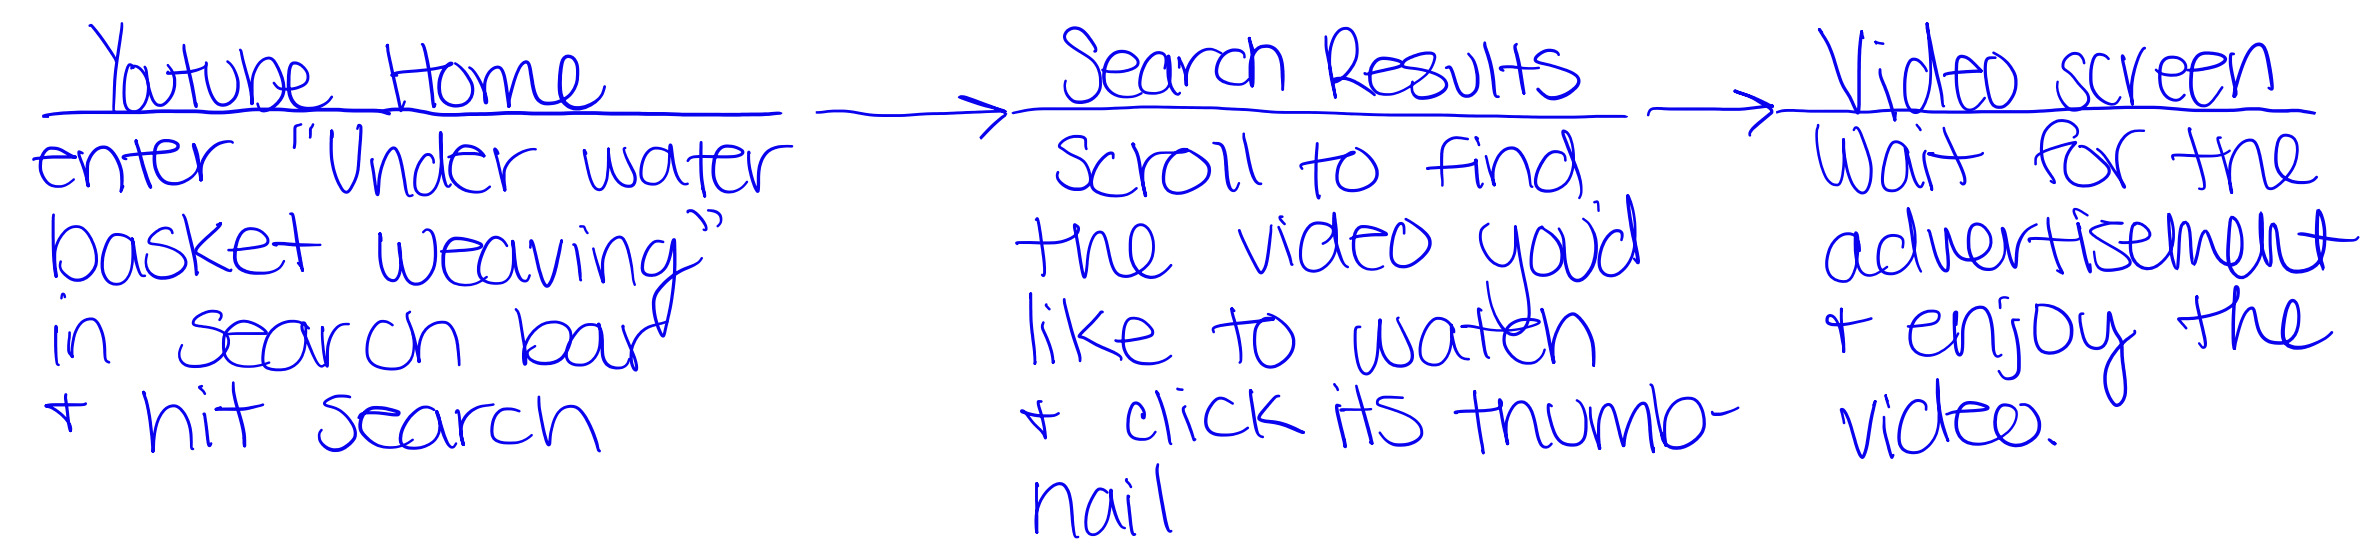 Youtube Home
enter "Under water
basket weaving"
in search bar
+ hit search
Search Results
Scroll to find
the video you'd
like to watch
+ click its thumb-
nail
Video screen
Wait for the
advertisement
+ enjoy the
video.